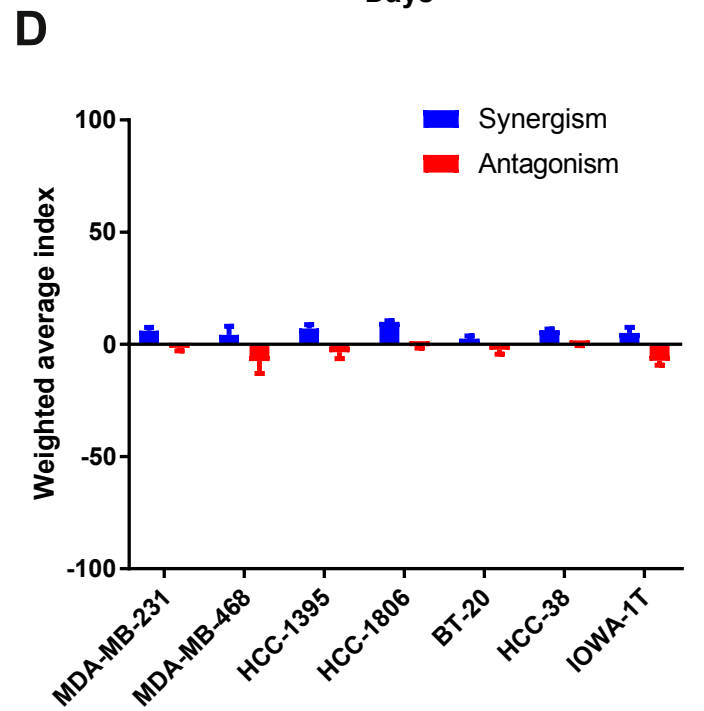 Days
D
Synergism
Antagonism
Weighted average index
100
50
0
-50
-100
MDA-MB-231
MDA-MB-468
HCC-1395
HCC-1806
BT-20
HCC-38
IOWA-1T